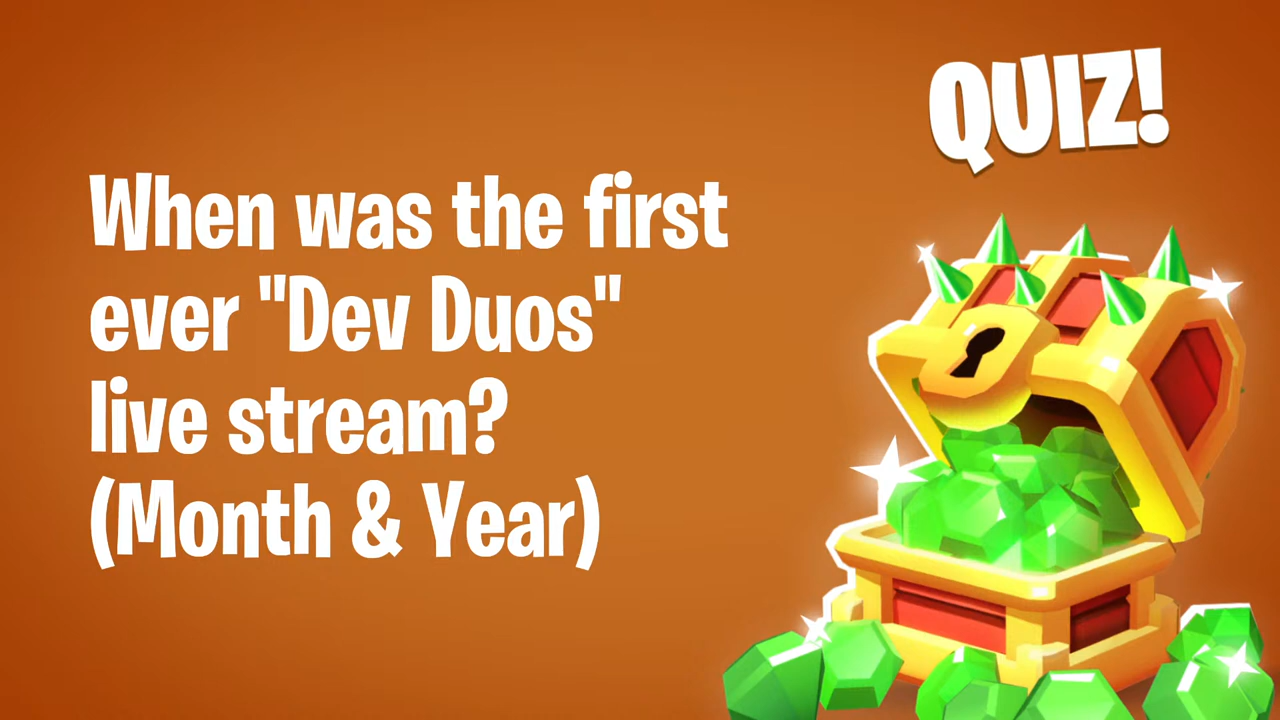 QUIZ!
When was the first
ever "Dev Duos"
live stream?
(Month & Year)